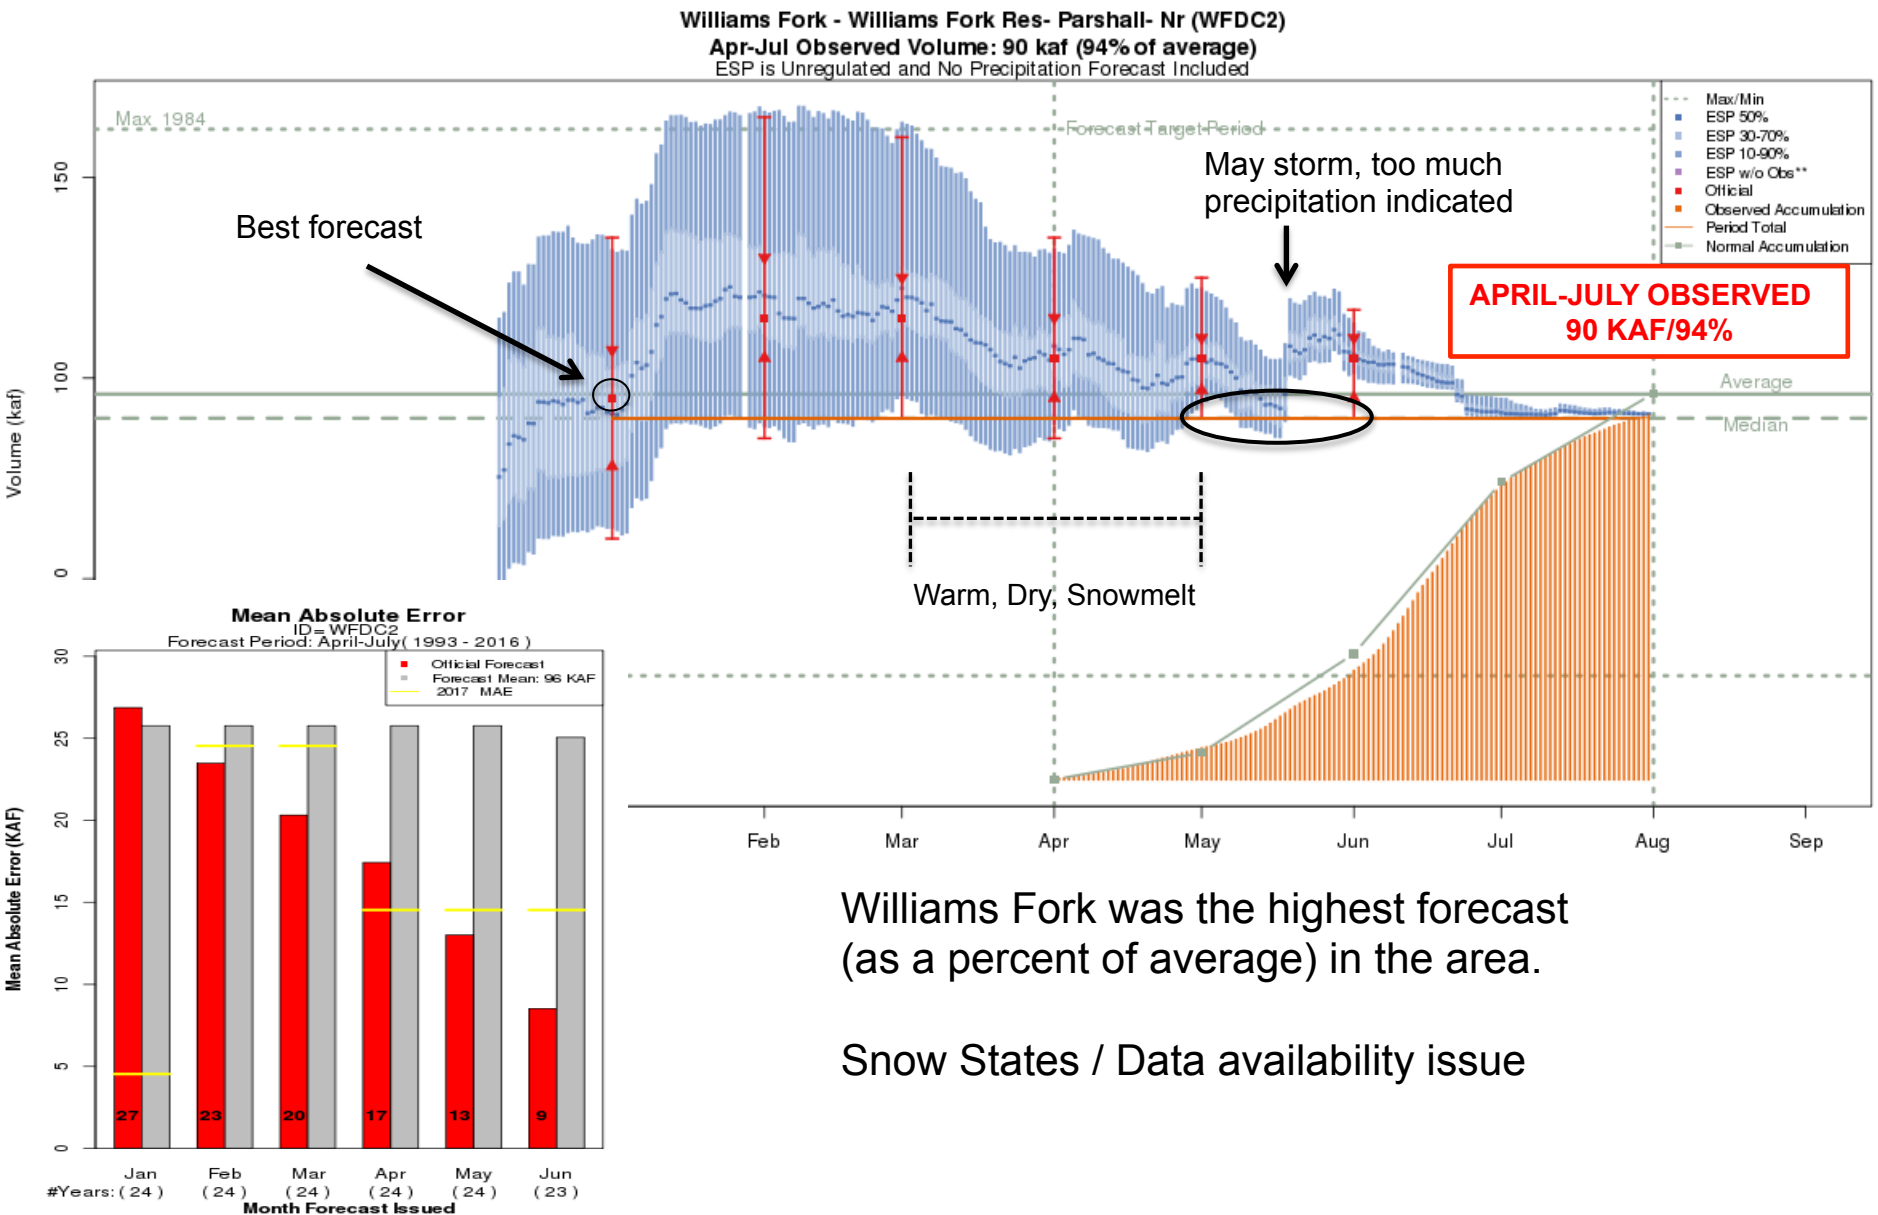 Williams Fork - Williams Fork Res- Parshall- Nr (WFDC2)
Apr-Jul Observed Volume: 90 kaf (94% of average)
ESP is Unregulated and No Precipitation Forecast Included
Max 1984
Forecast Target Period
Max/Min
ESP 50%
ESP 30-70%
ESP 10-90%
ESP w/o Obs**
Official
Observed Accumulation
Period Total
Normal Accumulation
May storm, too much
precipitation indicated
Best forecast
APRIL-JULY OBSERVED
90 KAF/94%
Average
Median
Volume (kaf)
150
100
0
Warm, Dry, Snowmelt
Feb Mar Apr May Jun Jul Aug Sep
Mean Absolute Error
ID=WFDC2
Forecast Period: April-July( 1993 - 2016 )
Official Forecast
Forecast Mean: 96 KAF
2017 MAE
Mean Absolute Error (KAF)
30
25
20
15
10
5
0
27 23 20 17 13 9
Jan Feb Mar Apr May Jun
#Years: ( 24 ) ( 24 ) ( 24 ) ( 24 ) ( 24 ) ( 23 )
Month Forecast Issued
Williams Fork was the highest forecast
(as a percent of average) in the area.
Snow States / Data availability issue